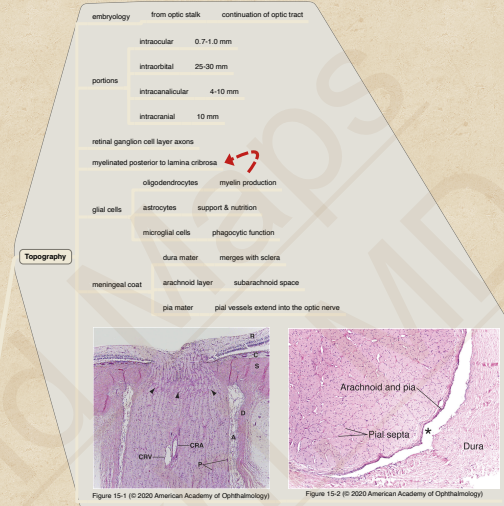 embryology from optic stalk continuation of optic tract
portions
intraocular 0.7-1.0 mm
intraorbital 25-30 mm
intracanalicular 4-10 mm
intracranial 10 mm
retinal ganglion cell layer axons
myelinated posterior to lamina cribrosa
glial cells
oligodendrocytes myelin production
astrocytes support & nutrition
microglial cells phagocytic function
Topography
meningeal coat
dura mater merges with sclera
arachnoid layer subarachnoid space
pia mater pial vessels extend into the optic nerve
R
C
S
D
A
CRA
CRV
P
Figure 15-1 (© 2020 American Academy of Ophthalmology)
Arachnoid and pia
Pial septa
*
Dura
Figure 15-2 (© 2020 American Academy of Ophthalmology)